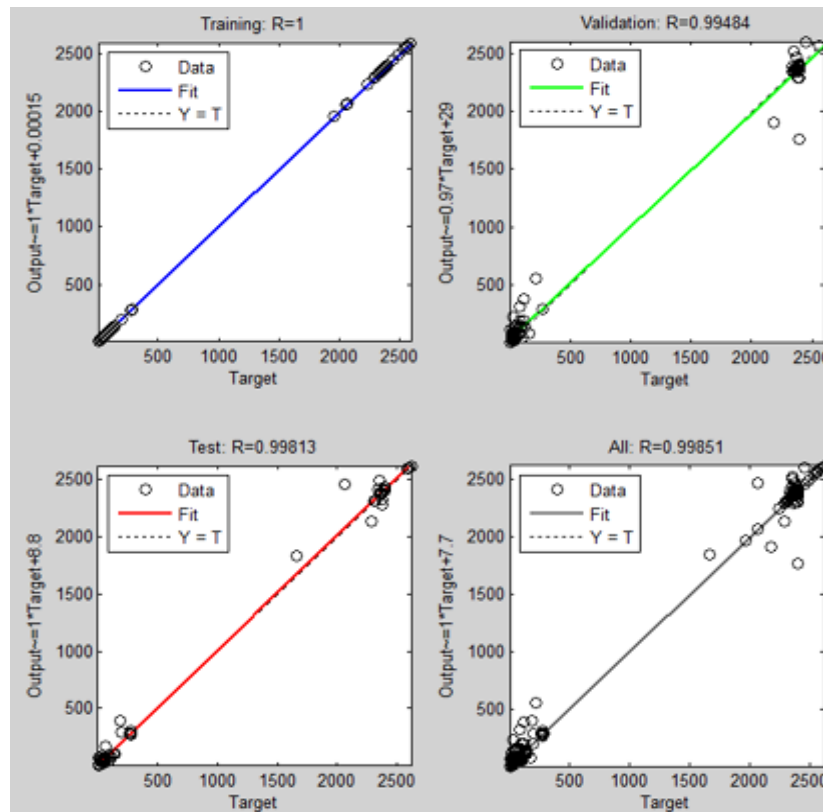 Training: R=1
Data
Fit
Y = T
Output~=1*Target+0.00015
2500
2000
1500
1000
500
500 1000 1500 2000 2500
Target
Validation: R=0.99484
Data
Fit
Y = T
Output~=0.97*Target+29
2500
2000
1500
1000
500
500 1000 1500 2000 2500
Target
Test: R=0.99813
Data
Fit
Y = T
Output~=1*Target+8.8
2500
2000
1500
1000
500
500 1000 1500 2000 2500
Target
All: R=0.99851
Data
Fit
Y = T
Output~=1*Target+7.7
2500
2000
1500
1000
500
500 1000 1500 2000 2500
Target